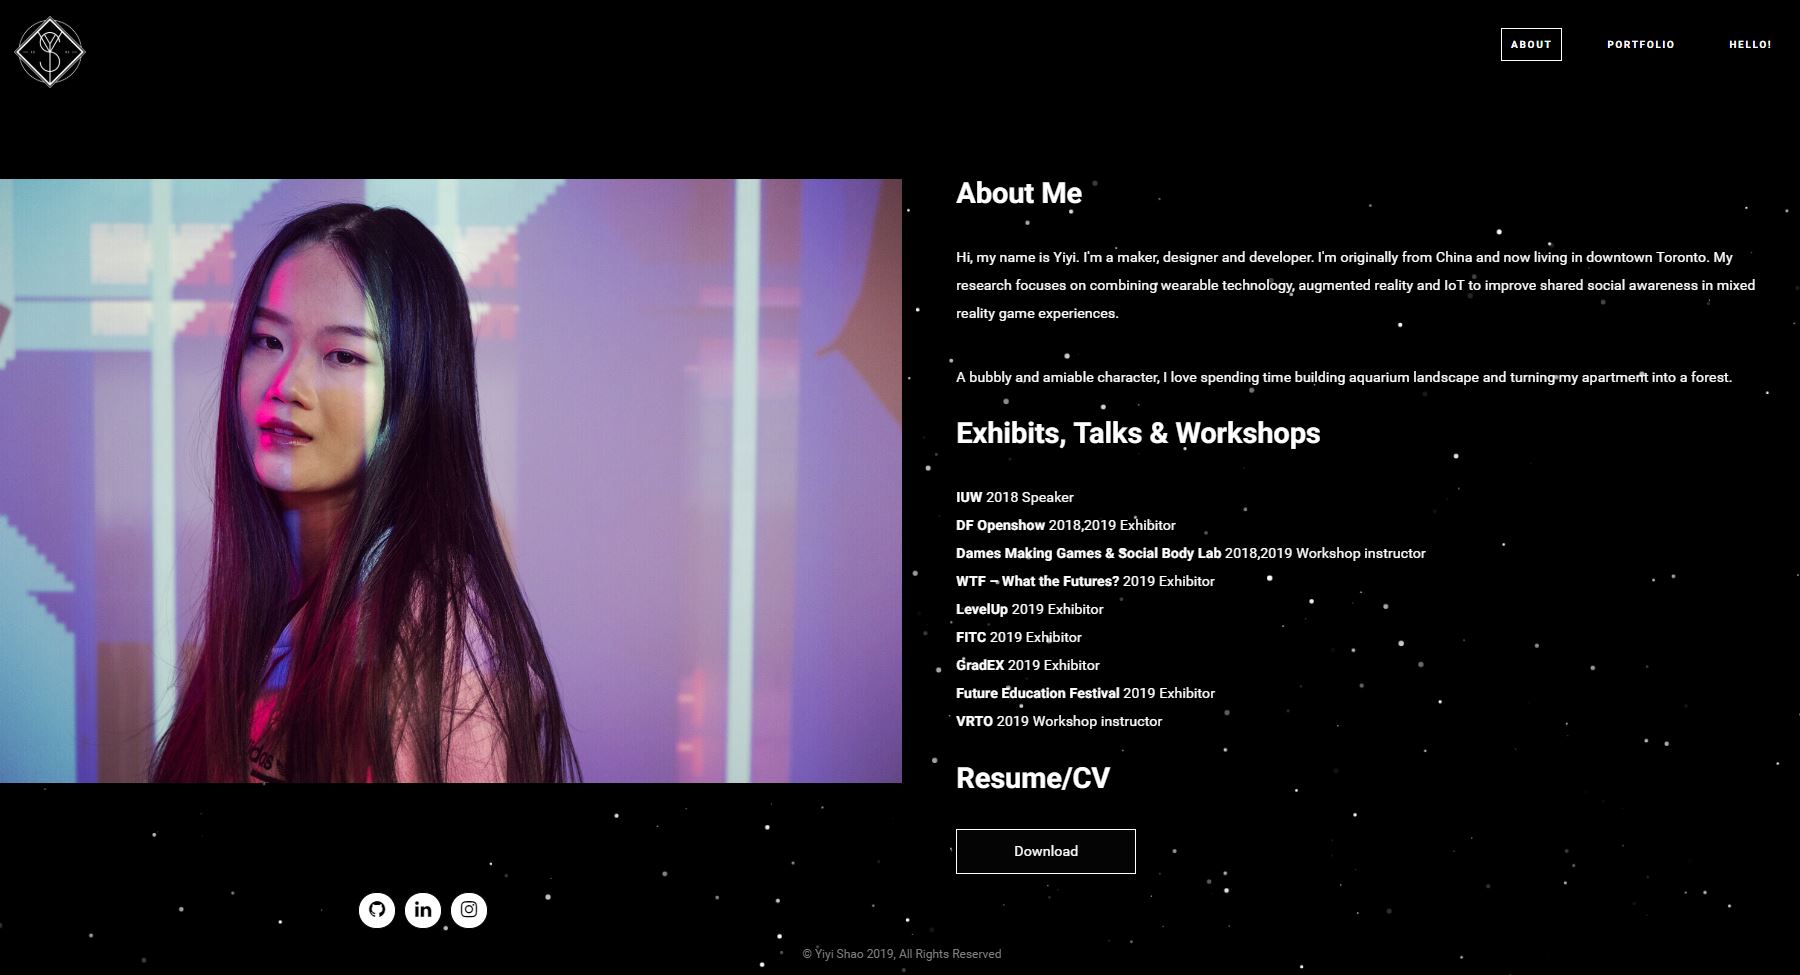 YS
ABOUT
PORTFOLIO
HELLO!
About Me
Hi, my name is Yiyi. I'm a maker, designer and developer. I'm originally from China and now living in downtown Toronto. My
research focuses on combining wearable technology, augmented reality and IoT to improve shared social awareness in mixed
reality game experiences.
A bubbly and amiable character, I love spending time building aquarium landscape and turning my apartment into a forest.
Exhibits, Talks & Workshops
IUW 2018 Speaker
DF Openshow 2018,2019 Exhibitor
Dames Making Games & Social Body Lab 2018,2019 Workshop instructor
WTF – What the Futures? 2019 Exhibitor
LevelUp 2019 Exhibitor
FITC 2019 Exhibitor
GradEX 2019 Exhibitor
Future Education Festival 2019 Exhibitor
VRTO 2019 Workshop instructor
Resume/CV
Download
in
© Yiyi Shao 2019, All Rights Reserved